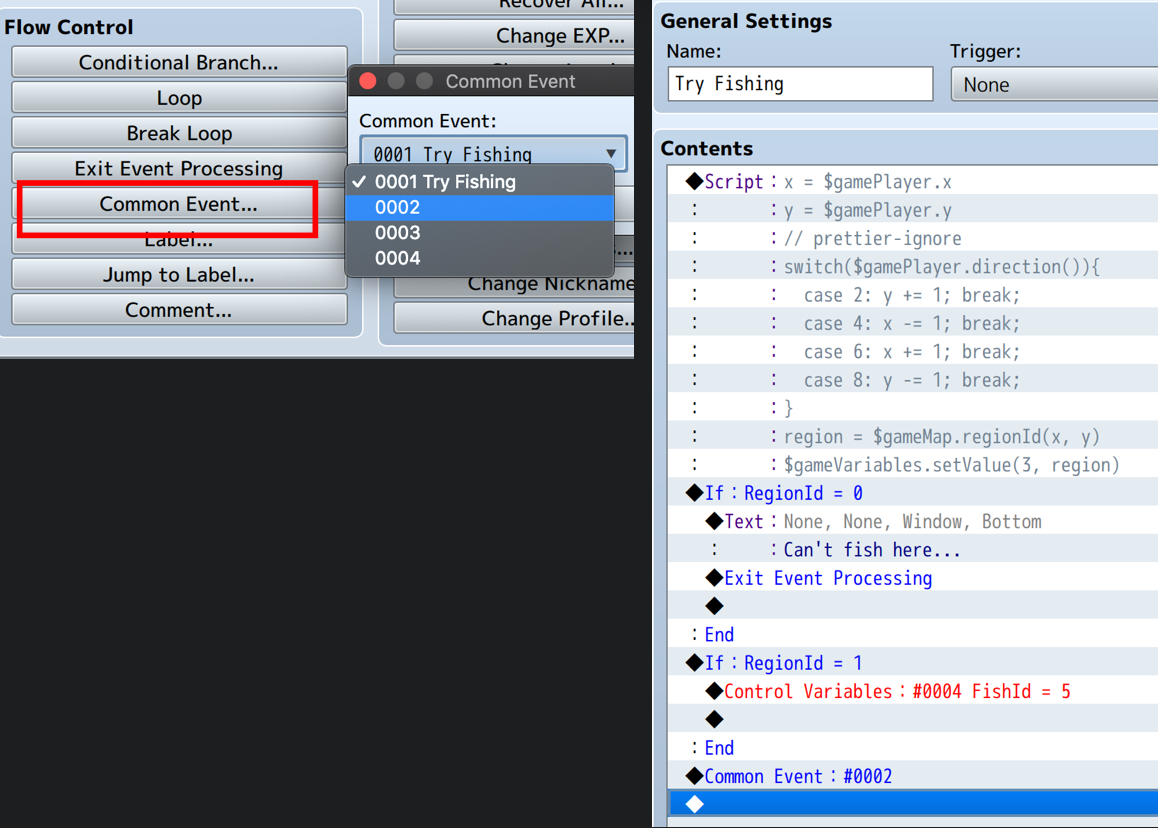 Flow Control
Conditional Branch...
Loop
Break Loop
Exit Event Processing
Common Event...
Label...
Jump to Label...
Comment...
Recover All...
Change EXP...
Common Event
Common Event:
0001 Try Fishing
✓ 0001 Try Fishing
0002
0003
0004
Change Nickname
Change Profile..
General Settings
Name:
Trigger:
Try Fishing
None
Contents
◆Script：x = $gamePlayer.x
：　　：y = $gamePlayer.y
：　　：// prettier-ignore
：　　：switch($gamePlayer.direction()){
：　　：  case 2: y += 1; break;
：　　：  case 4: x -= 1; break;
：　　：  case 6: x += 1; break;
：　　：  case 8: y -= 1; break;
：　　：}
：　　：region = $gameMap.regionId(x, y)
：　　：$gameVariables.setValue(3, region)
◆If：RegionId = 0
◆Text：None, None, Window, Bottom
：　　：Can't fish here...
◆Exit Event Processing
◆
：End
◆If：RegionId = 1
◆Control Variables：#0004 FishId = 5
◆
：End
◆Common Event：#0002
◆